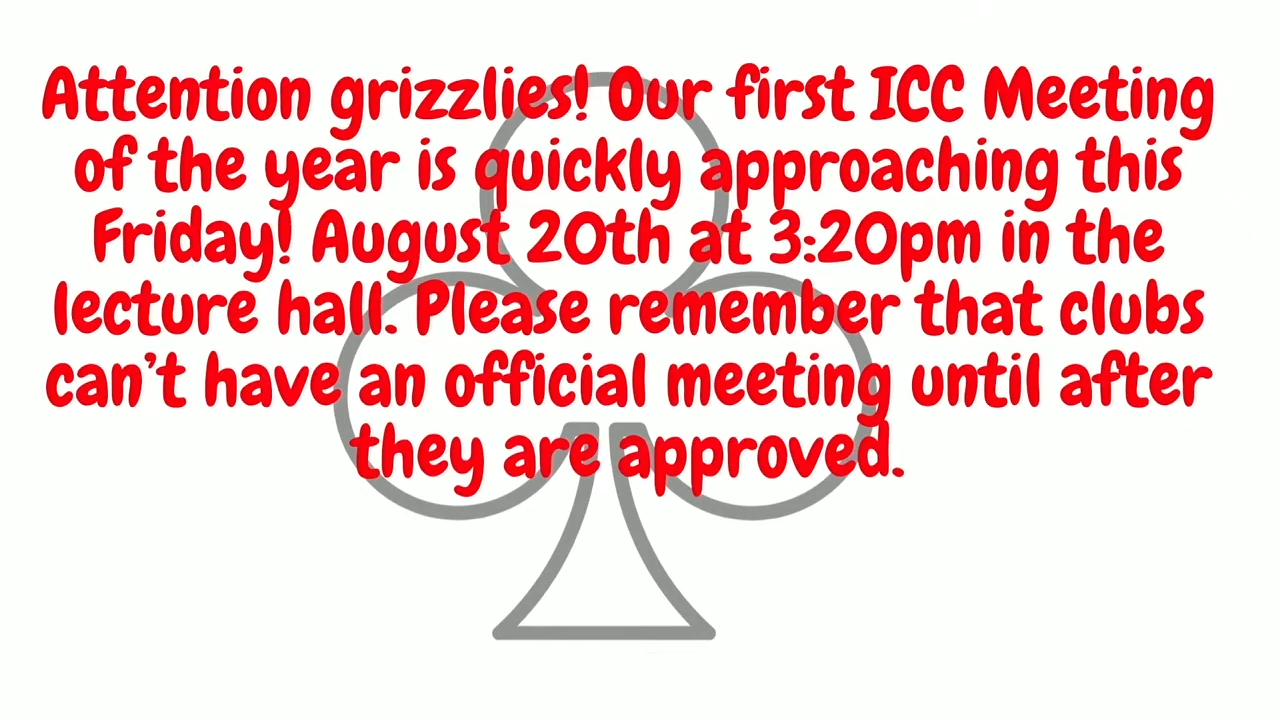 Attention grizzlies! Our first ICC Meeting
of the year is quickly approaching this
Friday! August 20th at 3:20pm in the
lecture hall. Please remember that clubs
can't have an official meeting until after
they are approved.